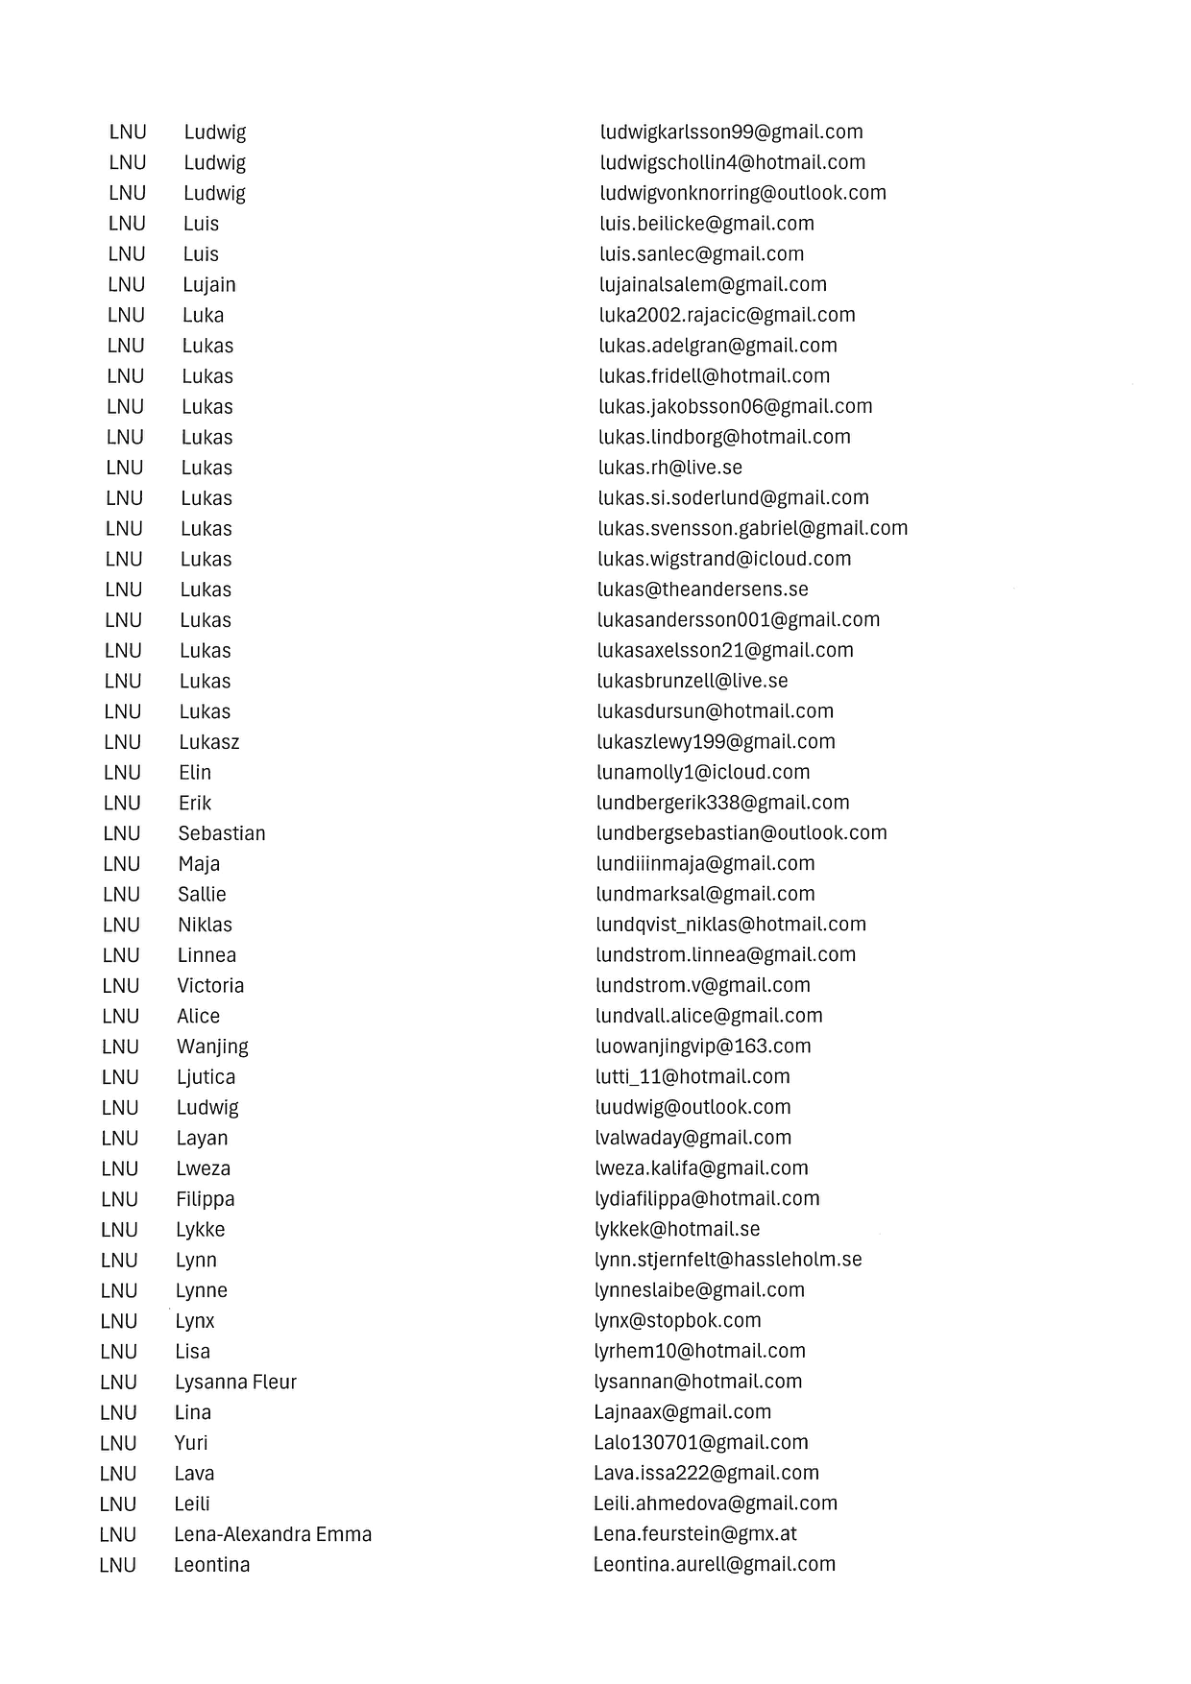 LNU Ludwig ludwigkarlsson99@gmail.com
LNU Ludwig ludwigschollin4@hotmail.com
LNU Ludwig ludwigvonknorring@outlook.com
LNU Luis luis.beilicke@gmail.com
LNU Luis luis.sanlec@gmail.com
LNU Lujain lujainalsalem@gmail.com
LNU Luka luka2002.rajacic@gmail.com
LNU Lukas lukas.adelgran@gmail.com
LNU Lukas lukas.fridell@hotmail.com
LNU Lukas lukas.jakobsson06@gmail.com
LNU Lukas lukas.lindborg@hotmail.com
LNU Lukas lukas.rh@live.se
LNU Lukas lukas.si.soderlund@gmail.com
LNU Lukas lukas.svensson.gabriel@gmail.com
LNU Lukas lukas.wigstrand@icloud.com
LNU Lukas lukas@theandersens.se
LNU Lukas lukasandersson001@gmail.com
LNU Lukas lukasaxelsson21@gmail.com
LNU Lukas lukasbrunzell@live.se
LNU Lukas lukasdursun@hotmail.com
LNU Lukasz lukaszlewy199@gmail.com
LNU Elin lunamolly1@icloud.com
LNU Erik lundbergerik338@gmail.com
LNU Sebastian lundbergsebastian@outlook.com
LNU Maja lundiiinmaja@gmail.com
LNU Sallie lundmarksal@gmail.com
LNU Niklas lundqvist_niklas@hotmail.com
LNU Linnea lundstrom.linnea@gmail.com
LNU Victoria lundstrom.v@gmail.com
LNU Alice lundvall.alice@gmail.com
LNU Wanjing luowanjingvip@163.com
LNU Ljutica lutti_11@hotmail.com
LNU Ludwig luudwig@outlook.com
LNU Layan lvalwaday@gmail.com
LNU Lweza lweza.kalifa@gmail.com
LNU Filippa lydiafilippa@hotmail.com
LNU Lykke lykkek@hotmail.se
LNU Lynn lynn.stjernfelt@hassleholm.se
LNU Lynne lynneslaibe@gmail.com
LNU Lynx lynx@stopbok.com
LNU Lisa lyrhem10@hotmail.com
LNU Lysanna Fleur lysannan@hotmail.com
LNU Lina Lajnaax@gmail.com
LNU Yuri Lalo130701@gmail.com
LNU Lava Lava.issa222@gmail.com
LNU Leili Leili.ahmedova@gmail.com
LNU Lena-Alexandra Emma Lena.feurstein@gmx.at
LNU Leontina Leontina.aurell@gmail.com